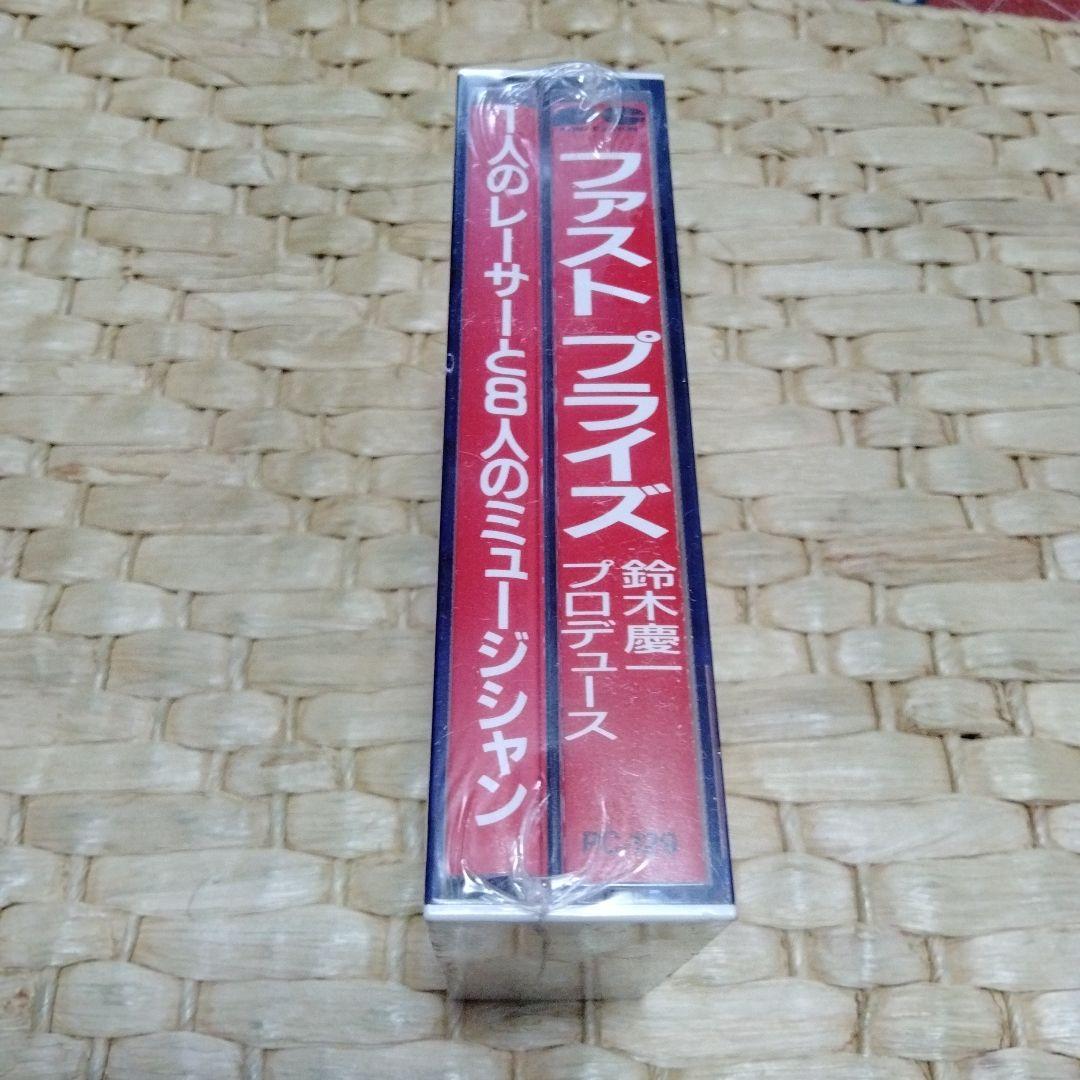 ファスト プライズ
鈴木慶一
プロデュース
1人のレーサーと8人のミュージシャン